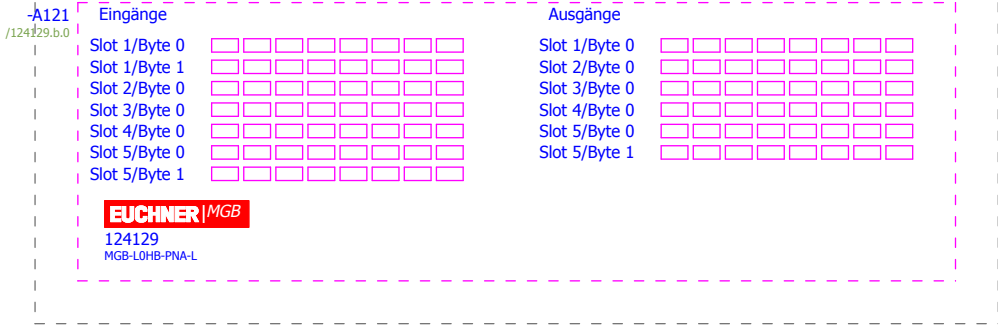 -A121
/124129.b.0
Eingänge
Slot 1/Byte 0
Slot 1/Byte 1
Slot 2/Byte 0
Slot 3/Byte 0
Slot 4/Byte 0
Slot 5/Byte 0
Slot 5/Byte 1
Ausgänge
Slot 1/Byte 0
Slot 2/Byte 0
Slot 3/Byte 0
Slot 4/Byte 0
Slot 5/Byte 0
Slot 5/Byte 1
EUCHNER|MGB
124129
MGB-L0HB-PNA-L